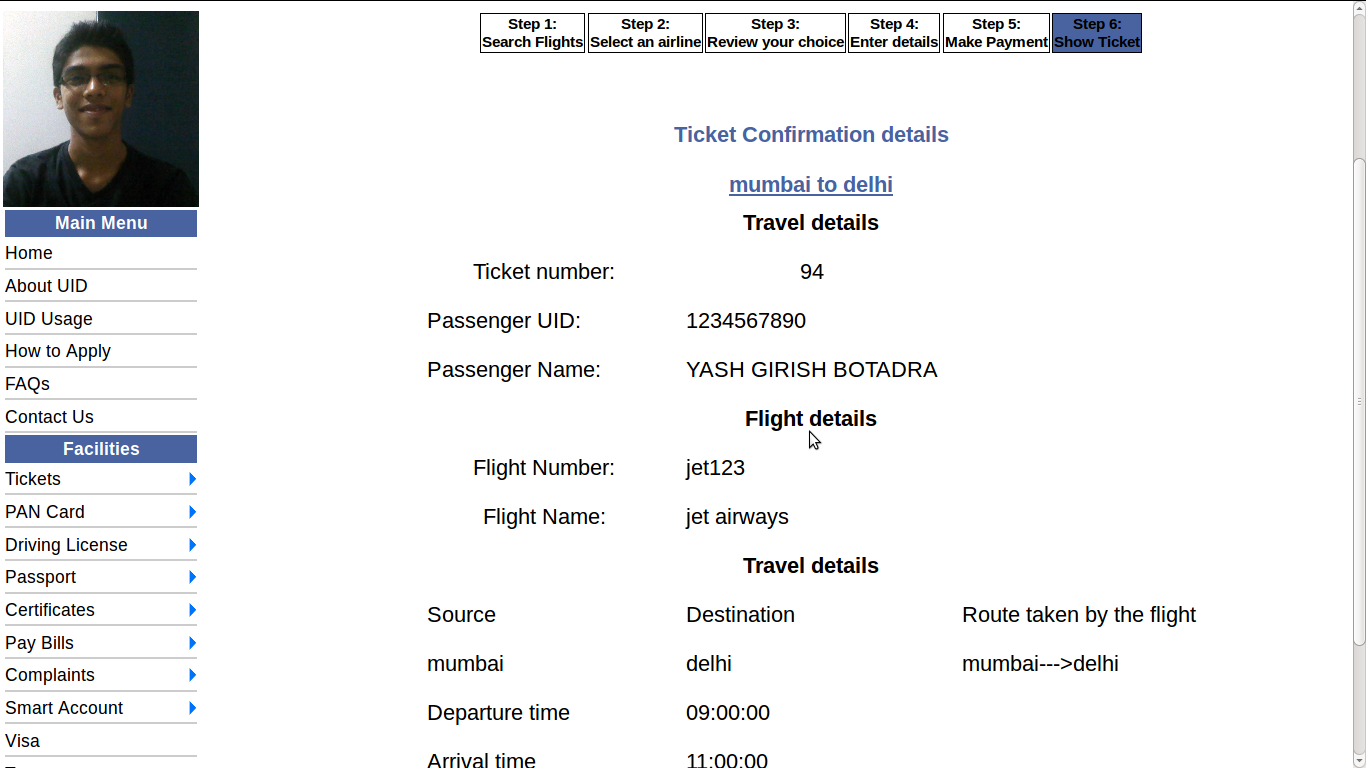 Step 1: Step 2: Step 3: Step 4: Step 5: Step 6:
Search Flights Select an airline Review your choice Enter details Make Payment Show Ticket
Main Menu
Home
About UID
UID Usage
How to Apply
FAQs
Contact Us
Facilities
Tickets
PAN Card
Driving License
Passport
Certificates
Pay Bills
Complaints
Smart Account
Visa
Ticket Confirmation details
mumbai to delhi
Travel details
Ticket number: 94
Passenger UID: 1234567890
Passenger Name: YASH GIRISH BOTADRA
Flight details
Flight Number: jet123
Flight Name: jet airways
Travel details
Source Destination Route taken by the flight
mumbai delhi mumbai--->delhi
Departure time 09:00:00
Arrival time 11:00:00